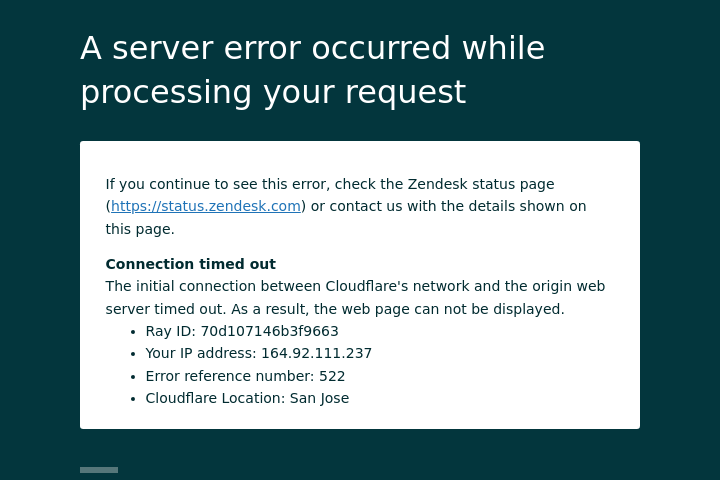 A server error occurred while
processing your request
If you continue to see this error, check the Zendesk status page
(https://status.zendesk.com) or contact us with the details shown on
this page.
Connection timed out
The initial connection between Cloudflare's network and the origin web
server timed out. As a result, the web page can not be displayed.
• Ray ID: 70d107146b3f9663
• Your IP address: 164.92.111.237
• Error reference number: 522
• Cloudflare Location: San Jose